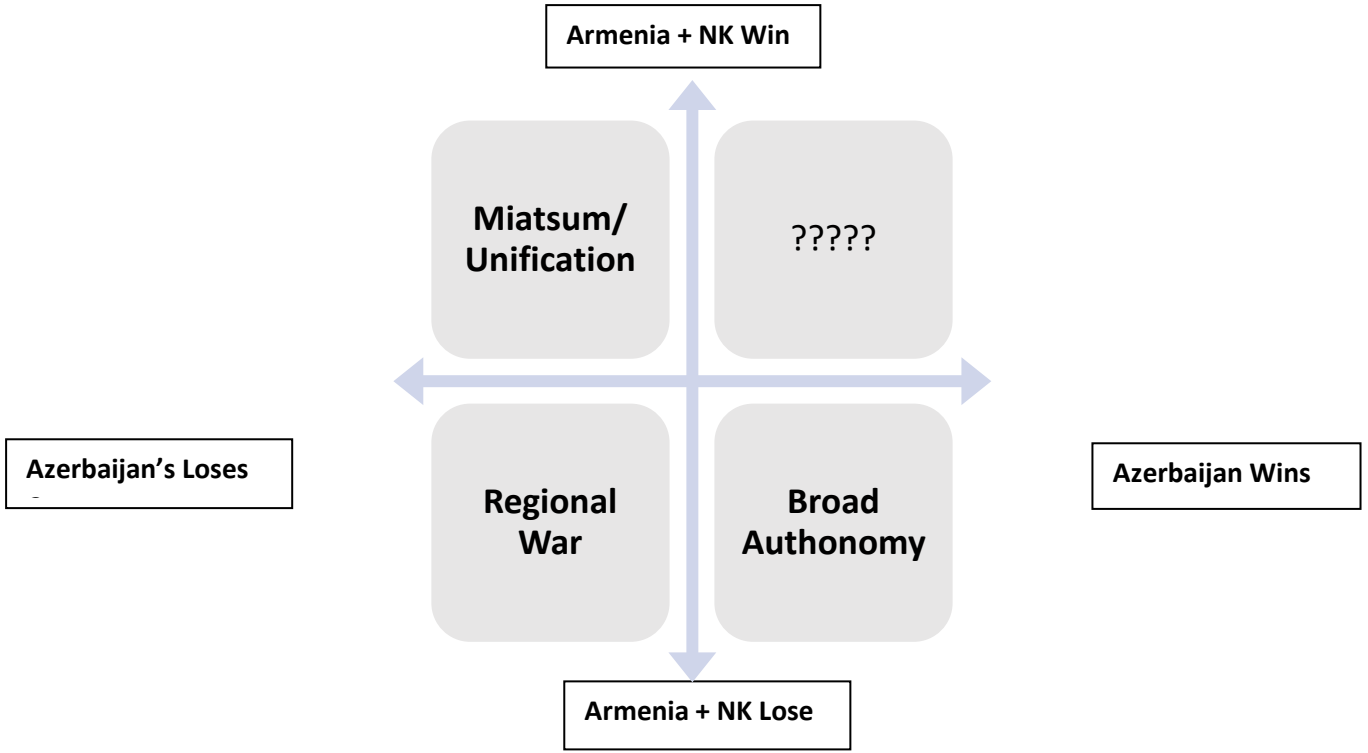 Armenia + NK Win
Miatsum/
Unification
?????
Azerbaijan’s Loses
Azerbaijan Wins
Regional
War
Broad
Authonomy
Armenia + NK Lose